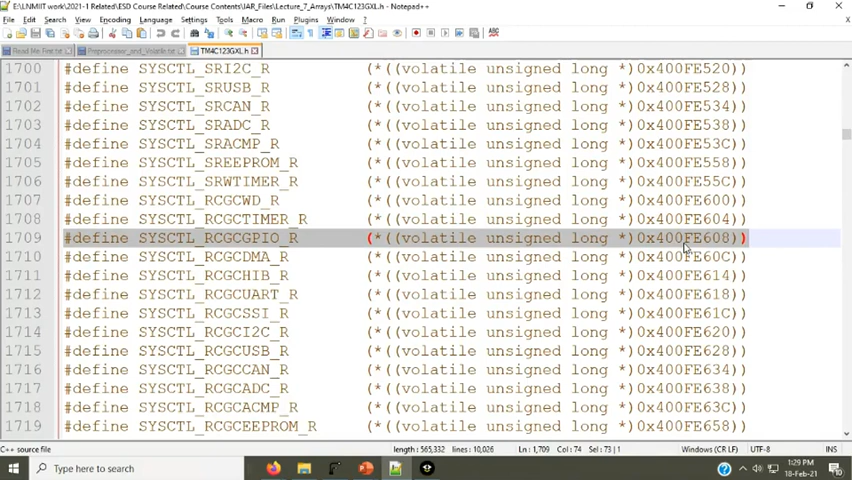 E:\LNMIIT work\Related\ESD Course Related\Course Contents\IAR_Files\Lecture_7_Arrays\TM4C123GXL.h - Notepad++
File Edit Search View Encoding Language Settings Tools Macro Run Plugins Window ?
Read Me First.txt Preprocessor_and_Volatile.txt TM4C123GXL.h
1700 #define SYSCTL_SRI2C_R (*((volatile unsigned long *)0x400FE520))
1701 #define SYSCTL_SRUSB_R (*((volatile unsigned long *)0x400FE528))
1702 #define SYSCTL_SRCAN_R (*((volatile unsigned long *)0x400FE534))
1703 #define SYSCTL_SRADC_R (*((volatile unsigned long *)0x400FE538))
1704 #define SYSCTL_SRACMP_R (*((volatile unsigned long *)0x400FE53C))
1705 #define SYSCTL_SREEPROM_R (*((volatile unsigned long *)0x400FE558))
1706 #define SYSCTL_SRWTIMER_R (*((volatile unsigned long *)0x400FE55C))
1707 #define SYSCTL_RCGCWD_R (*((volatile unsigned long *)0x400FE600))
1708 #define SYSCTL_RCGCTIMER_R (*((volatile unsigned long *)0x400FE604))
1709 #define SYSCTL_RCGCGPIO_R (*((volatile unsigned long *)0x400FE608))
1710 #define SYSCTL_RCGCDMA_R (*((volatile unsigned long *)0x400FE60C))
1711 #define SYSCTL_RCGCHIB_R (*((volatile unsigned long *)0x400FE614))
1712 #define SYSCTL_RCGCUART_R (*((volatile unsigned long *)0x400FE618))
1713 #define SYSCTL_RCGCSSI_R (*((volatile unsigned long *)0x400FE61C))
1714 #define SYSCTL_RCGCI2C_R (*((volatile unsigned long *)0x400FE620))
1715 #define SYSCTL_RCGCUSB_R (*((volatile unsigned long *)0x400FE628))
1716 #define SYSCTL_RCGCCAN_R (*((volatile unsigned long *)0x400FE634))
1717 #define SYSCTL_RCGCADC_R (*((volatile unsigned long *)0x400FE638))
1718 #define SYSCTL_RCGCACMP_R (*((volatile unsigned long *)0x400FE63C))
1719 #define SYSCTL_RCGCEEPROM_R (*((volatile unsigned long *)0x400FE658))
C++ source file length : 565,332 lines : 10,026 Ln : 1,709 Col : 74 Sel : 73 | 1 Windows (CR LF) UTF-8 INS
Type here to search
1:29 PM
18-Feb-21